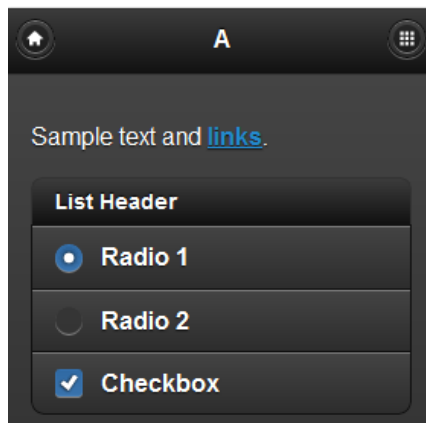 A
Sample text and links.
List Header
Radio 1
Radio 2
Checkbox